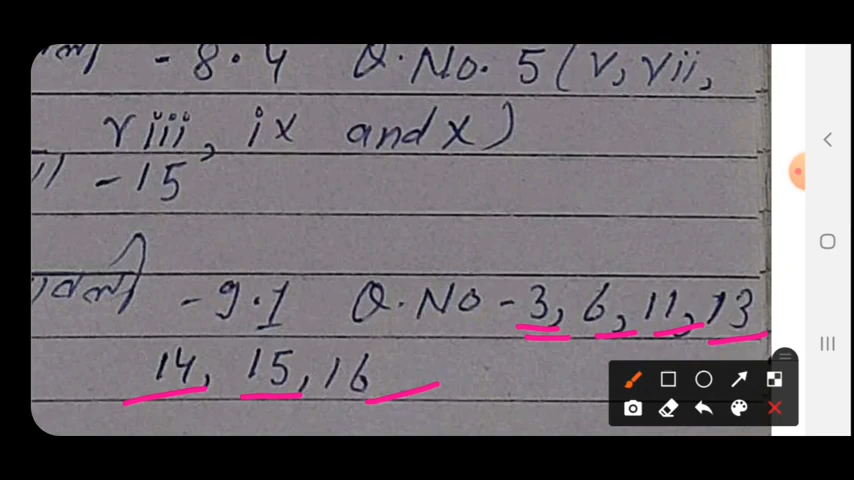 - 8.4 Q.No. 5 (v, vii,
viii, ix and x)
- 15
- 9.1 Q.No - 3, 6, 11, 13
14, 15, 16